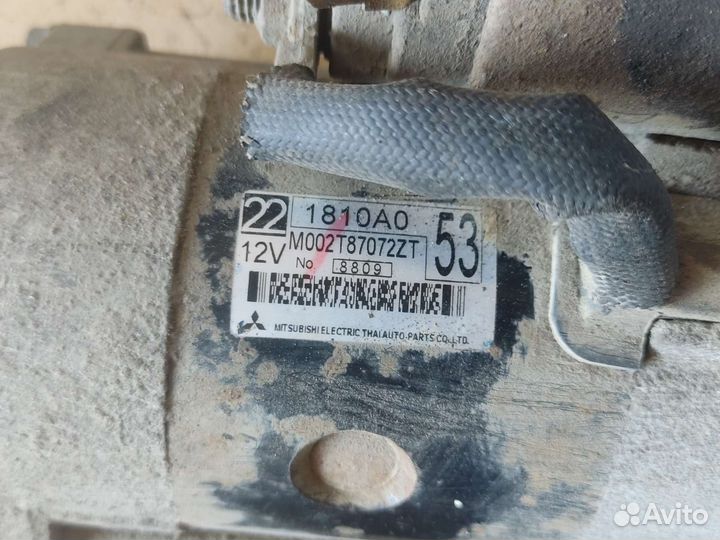 22 1810A0 53
12V M002T87072ZT
No. 8809
MITSUBISHI ELECTRIC THAI AUTO-PARTS CO.,LTD.
Avito